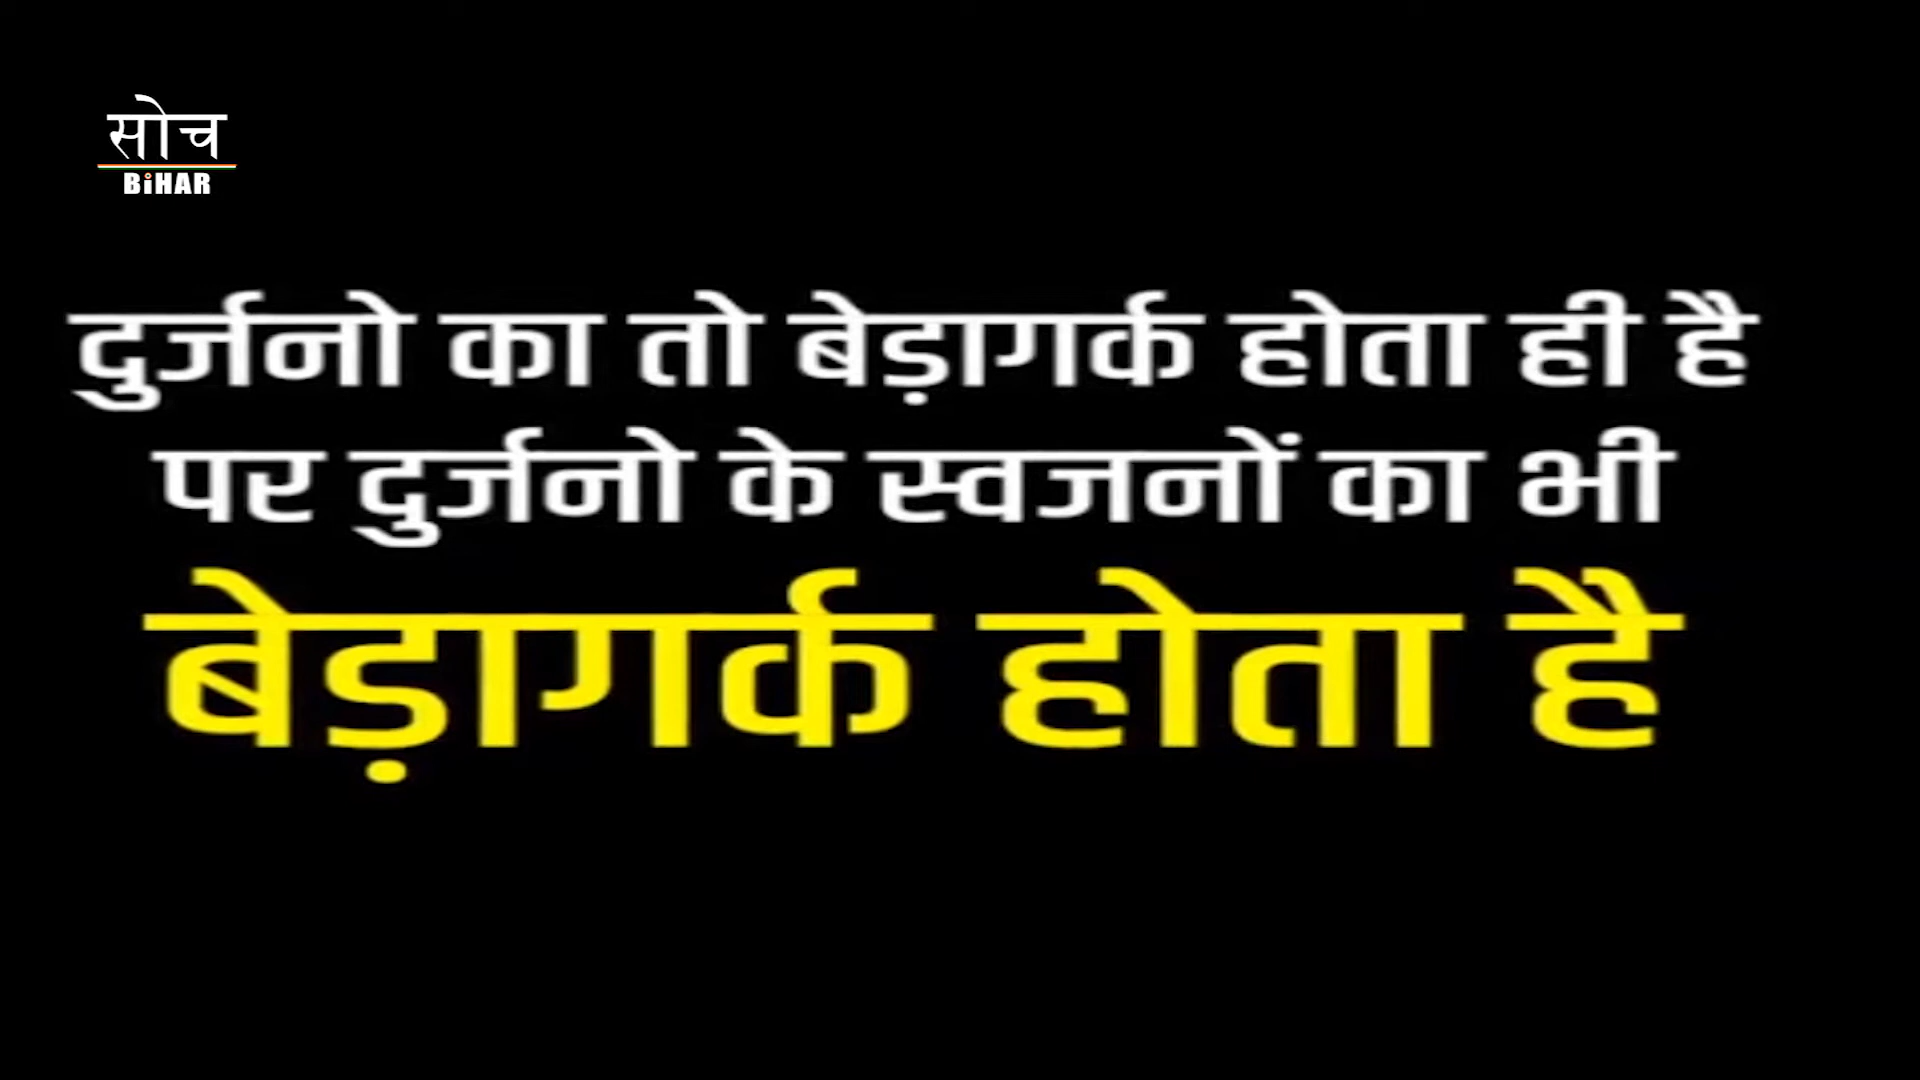 सोच
BiHAR
दुर्जनो का तो बेड़ागर्क होता ही है
पर दुर्जनो के स्वजनों का भी
बेड़ागर्क होता है